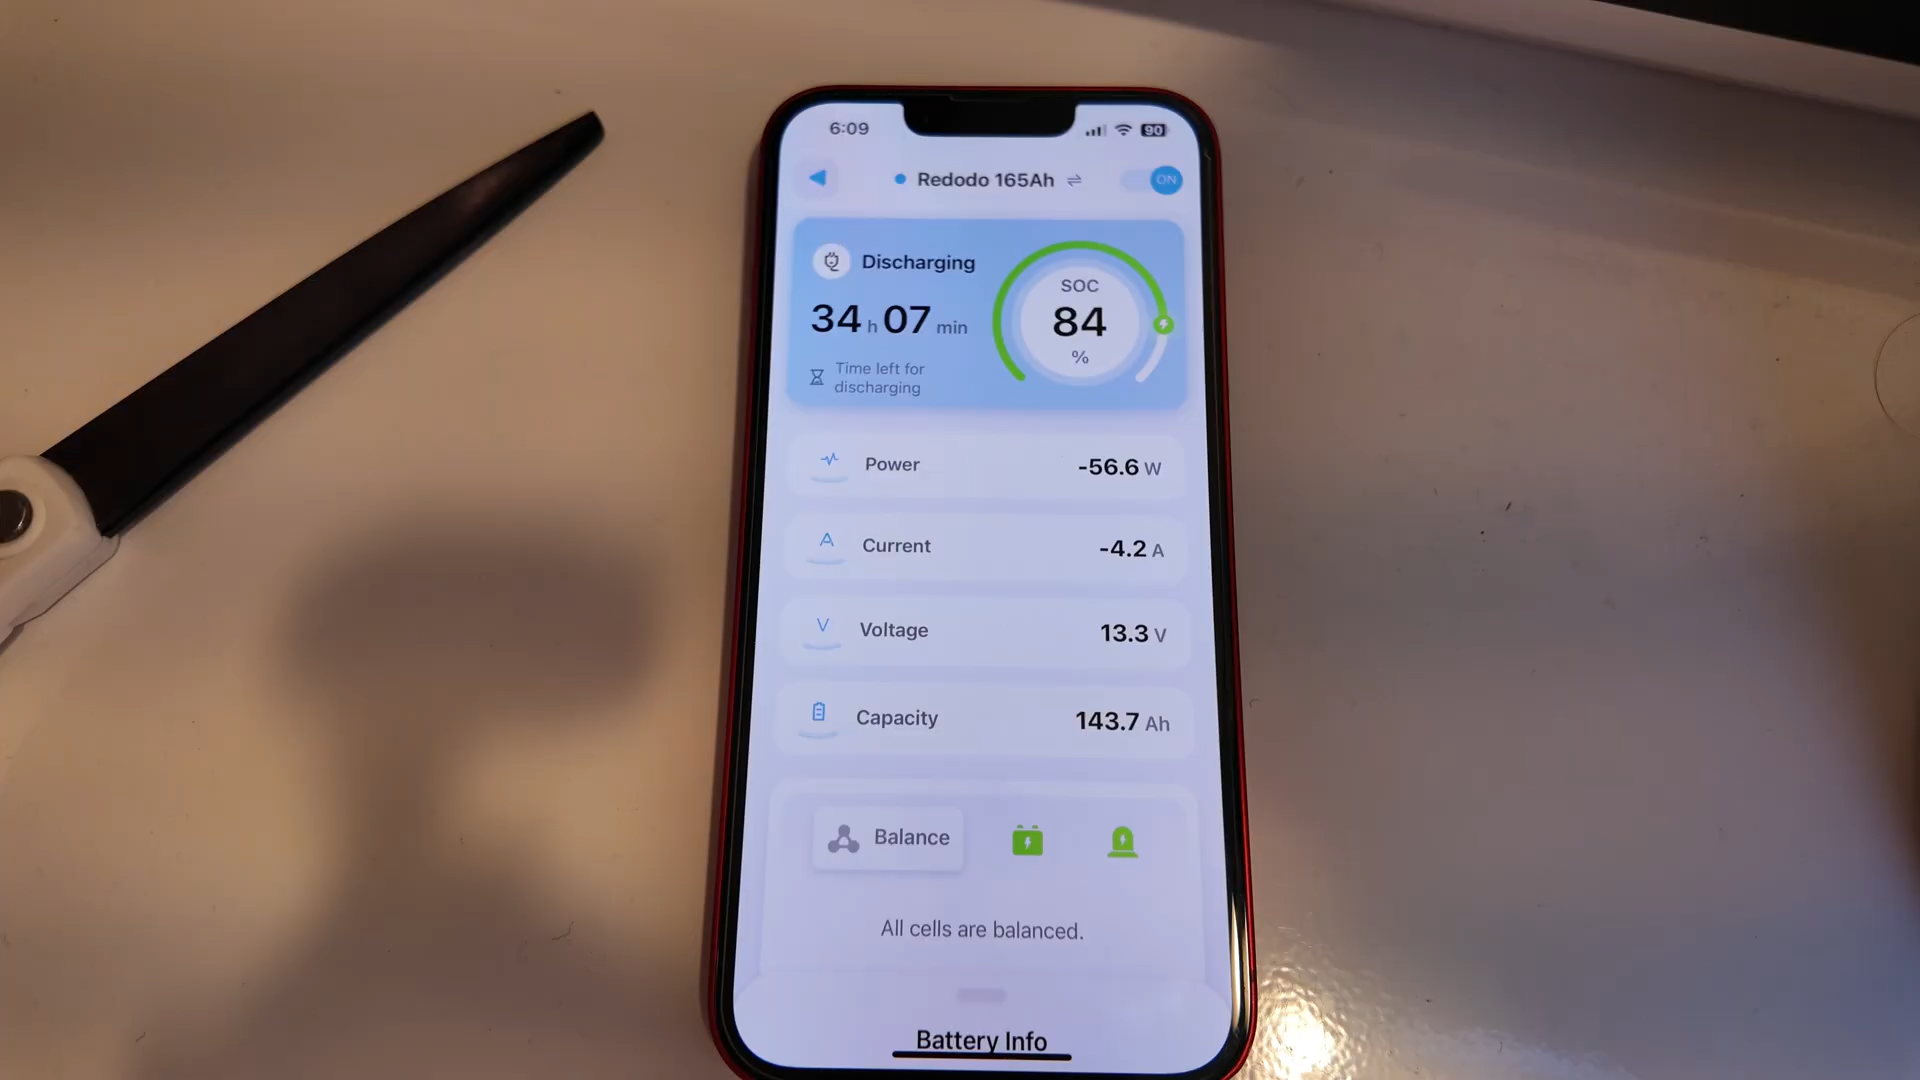 6:09
90
Redodo 165Ah ⇌
ON
Discharging
34 h 07 min
Time left for
discharging
SOC
84
%
Power
-56.6 W
A
Current
-4.2 A
V
Voltage
13.3 V
Capacity
143.7 Ah
Balance
All cells are balanced.
Battery Info